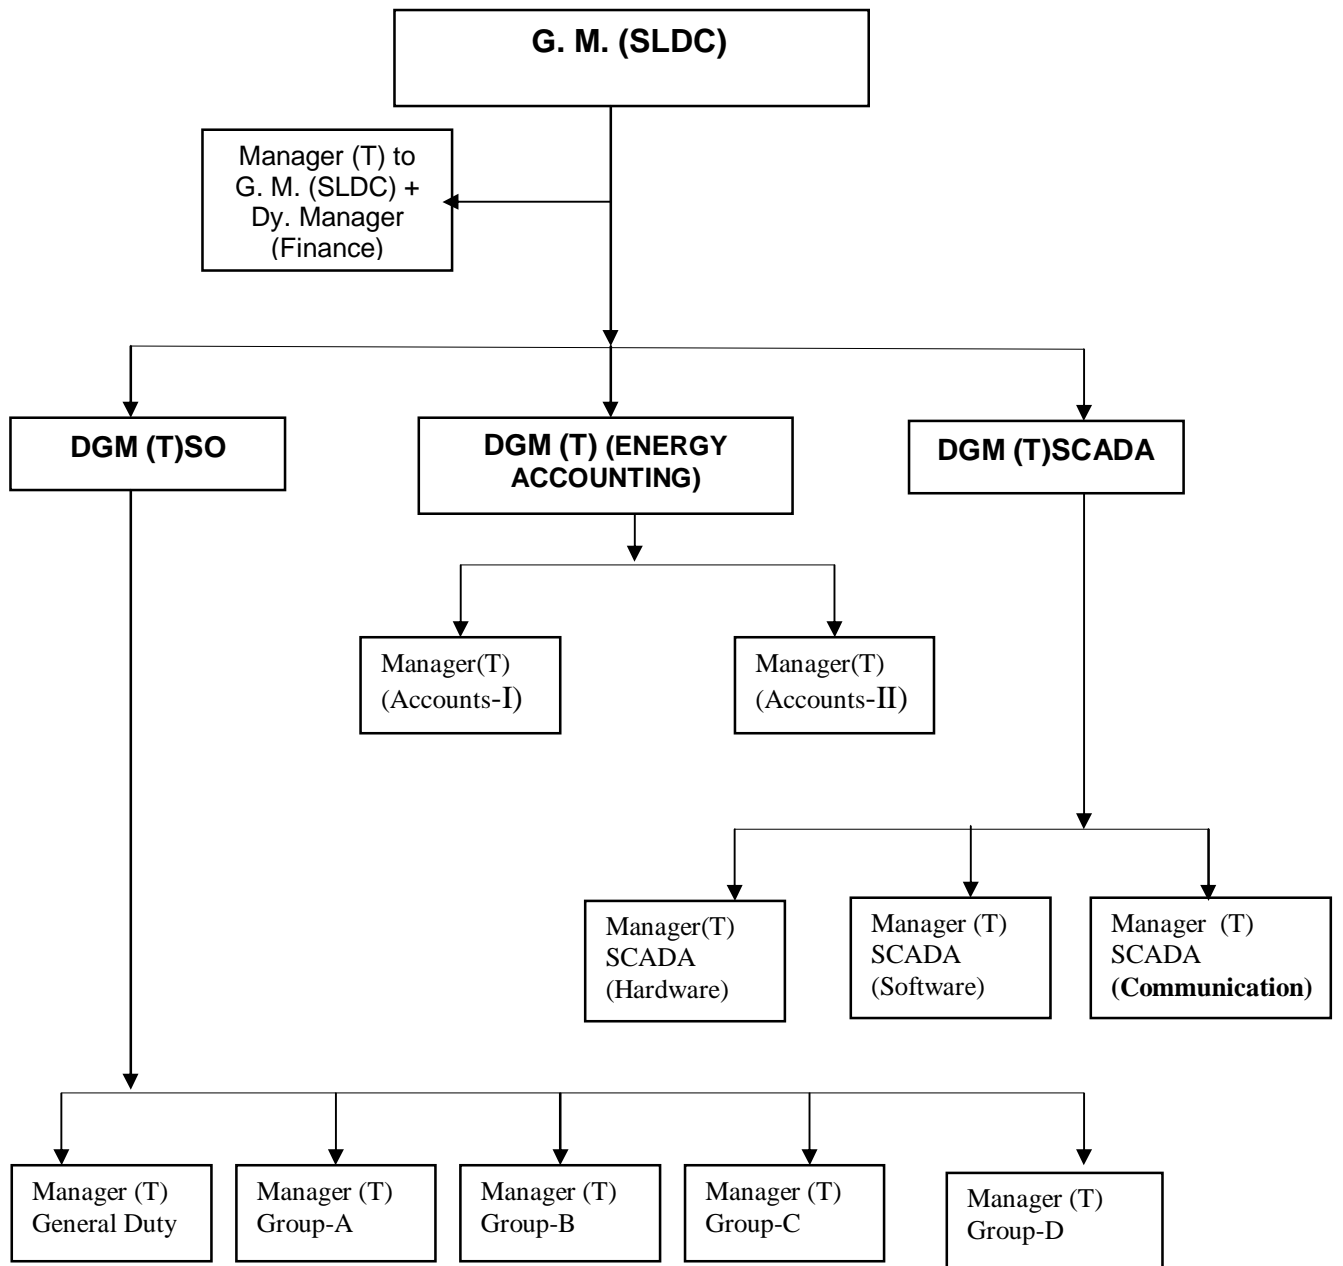 G. M. (SLDC)
Manager (T) to
G. M. (SLDC) +
Dy. Manager
(Finance)
DGM (T)SO
DGM (T) (ENERGY
ACCOUNTING)
DGM (T)SCADA
Manager(T)
(Accounts-I)
Manager(T)
(Accounts-II)
Manager(T)
SCADA
(Hardware)
Manager (T)
SCADA
(Software)
Manager (T)
SCADA
(Communication)
Manager (T)
General Duty
Manager (T)
Group-A
Manager (T)
Group-B
Manager (T)
Group-C
Manager (T)
Group-D